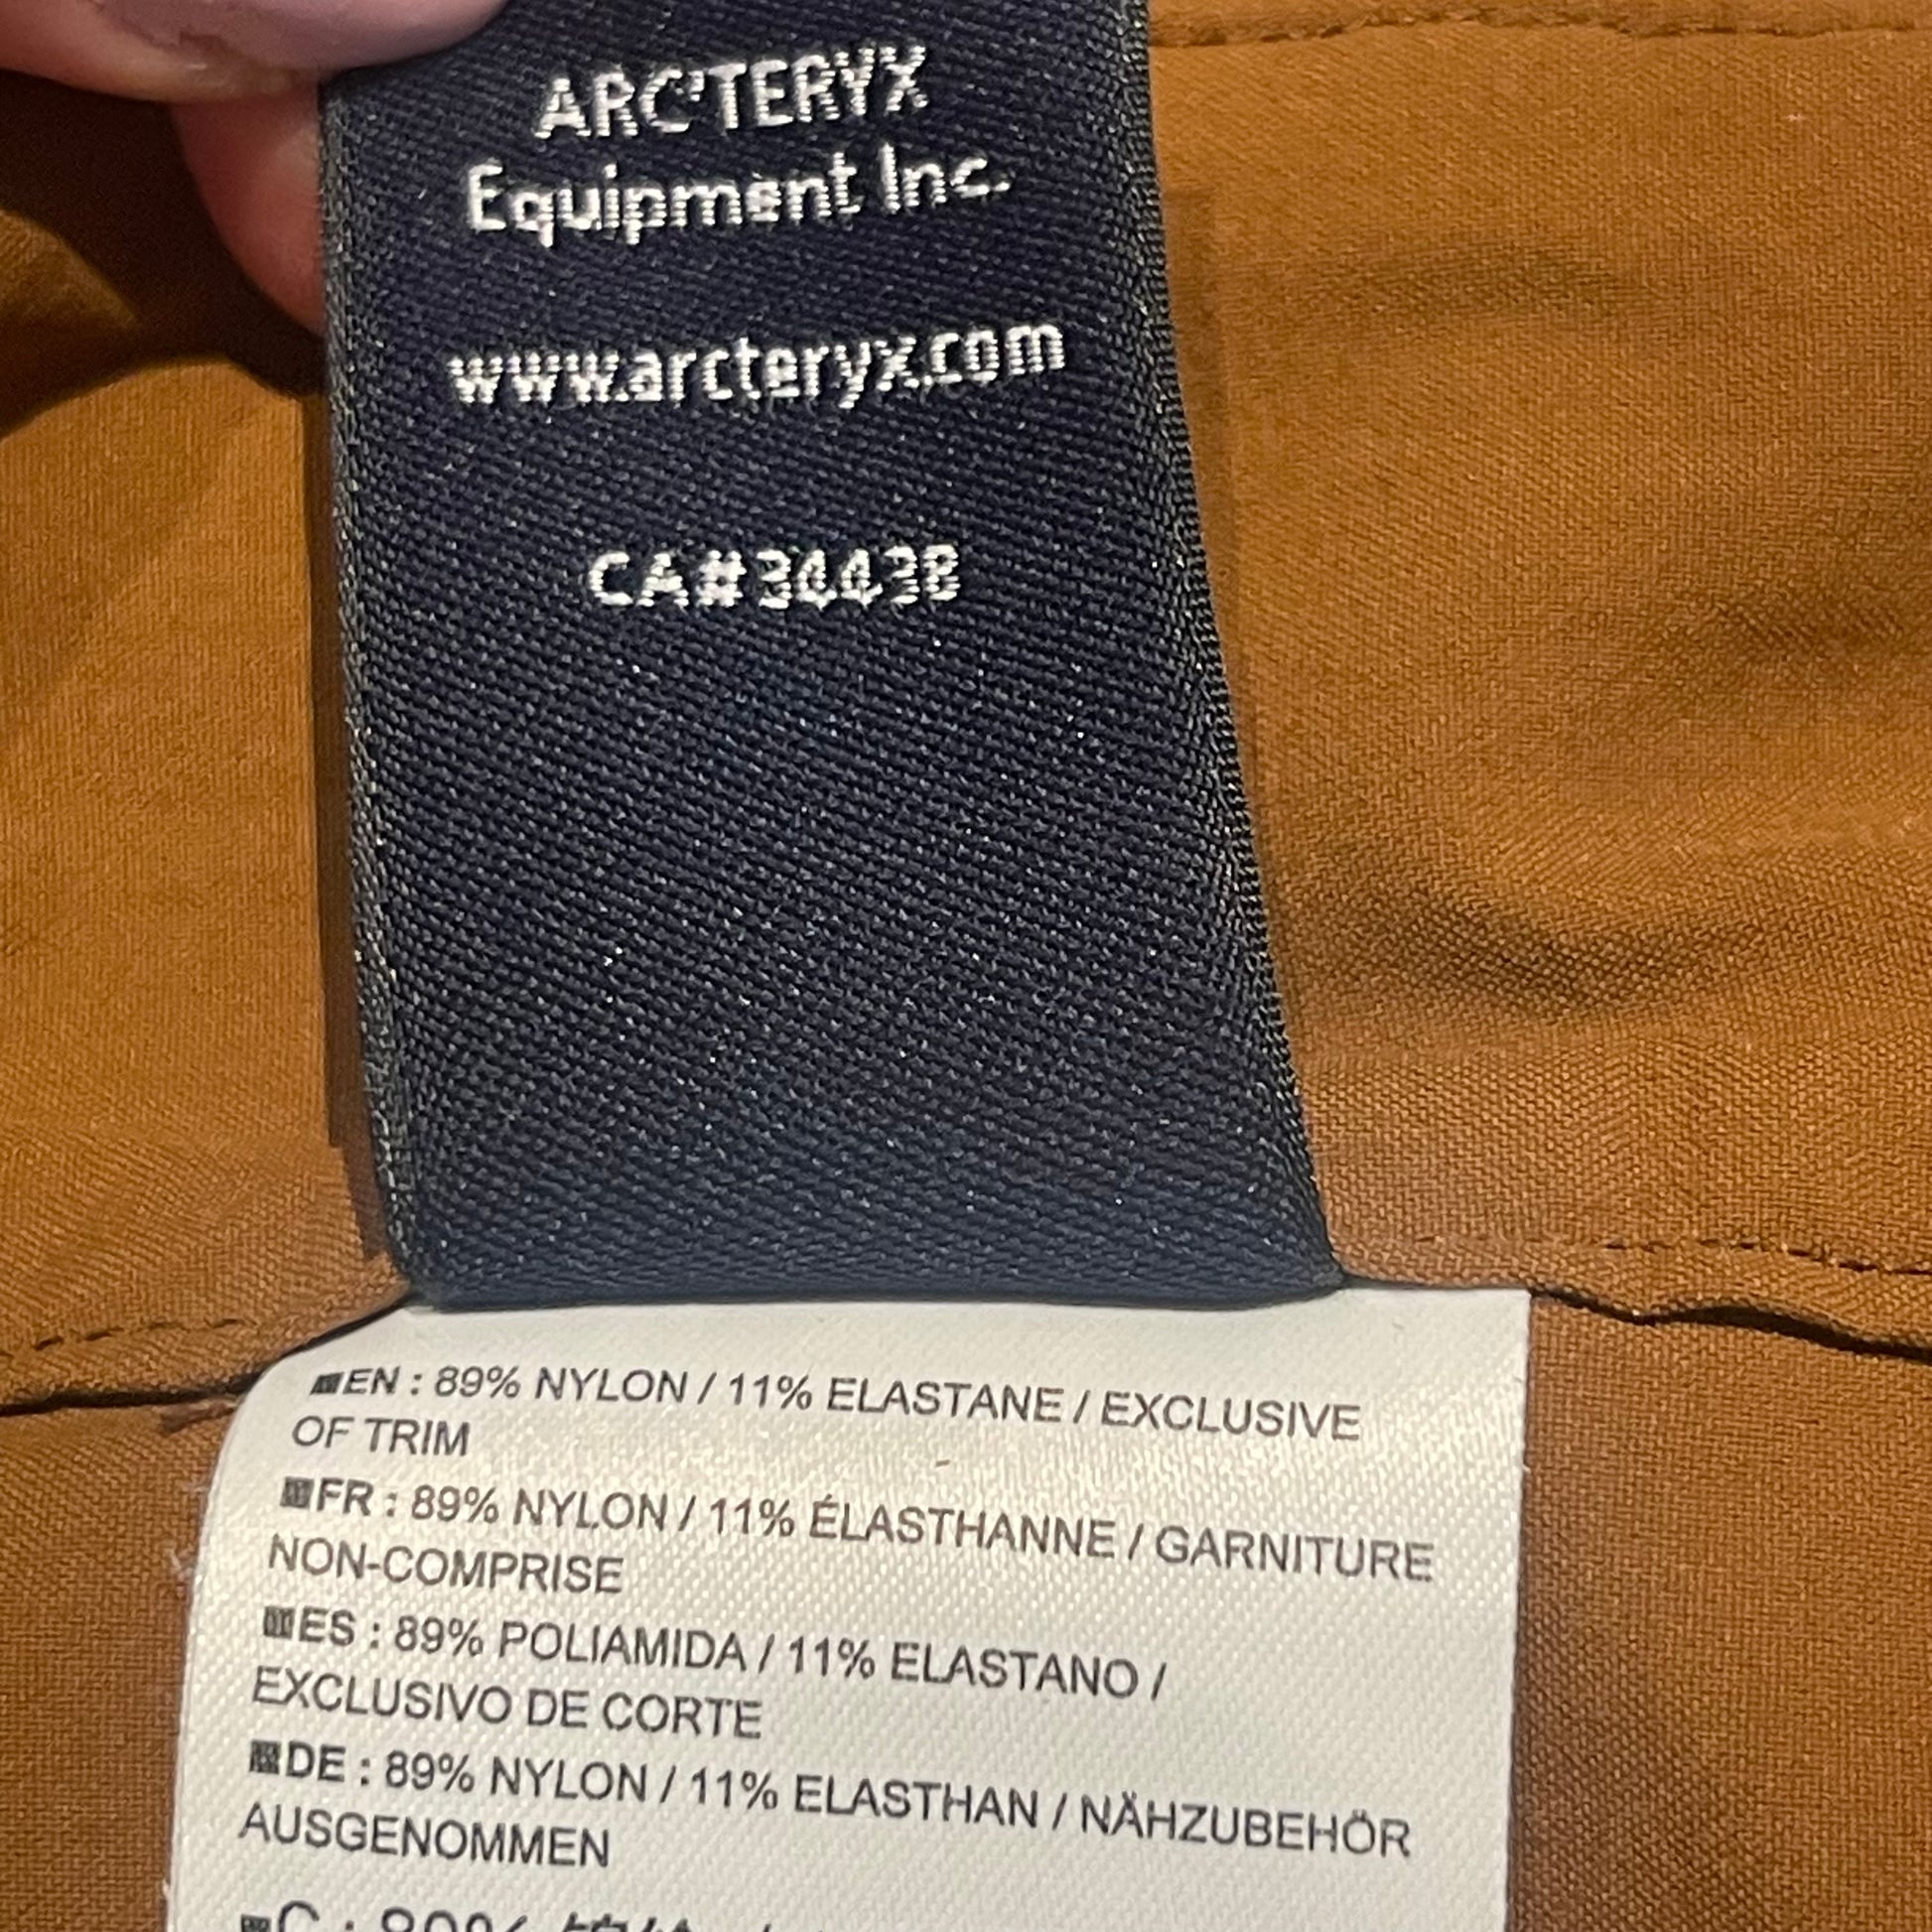 ARC'TERYX
Equipment Inc.
www.arcteryx.com
CA#34438
EN : 89% NYLON / 11% ELASTANE / EXCLUSIVE
OF TRIM
FR : 89% NYLON / 11% ÉLASTHANNE / GARNITURE
NON-COMPRISE
ES : 89% POLIAMIDA / 11% ELASTANO /
EXCLUSIVO DE CORTE
DE : 89% NYLON / 11% ELASTHAN / NÄHZUBEHÖR
AUSGENOMMEN
C : 89%